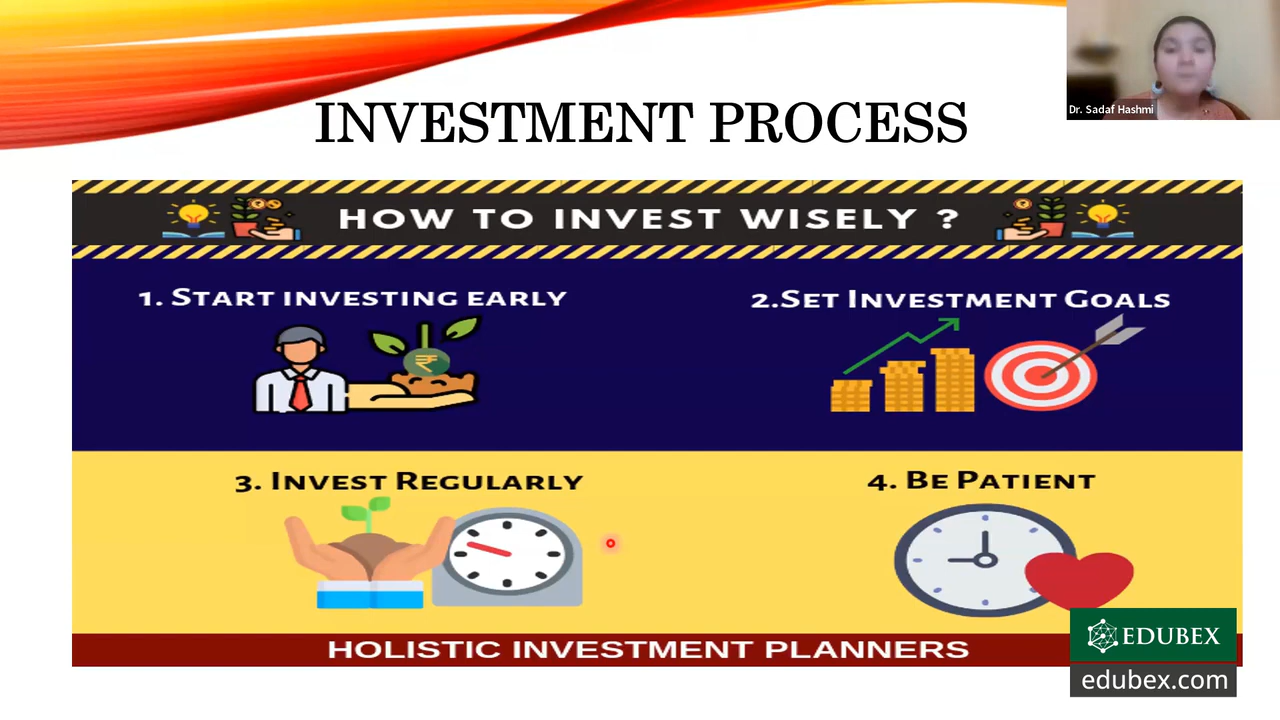 Dr. Sadaf Hashmi
INVESTMENT PROCESS
HOW TO INVEST WISELY ?
1. START INVESTING EARLY
2.SET INVESTMENT GOALS
₹
3. INVEST REGULARLY
4. BE PATIENT
HOLISTIC INVESTMENT PLANNERS
EDUBEX
edubex.com